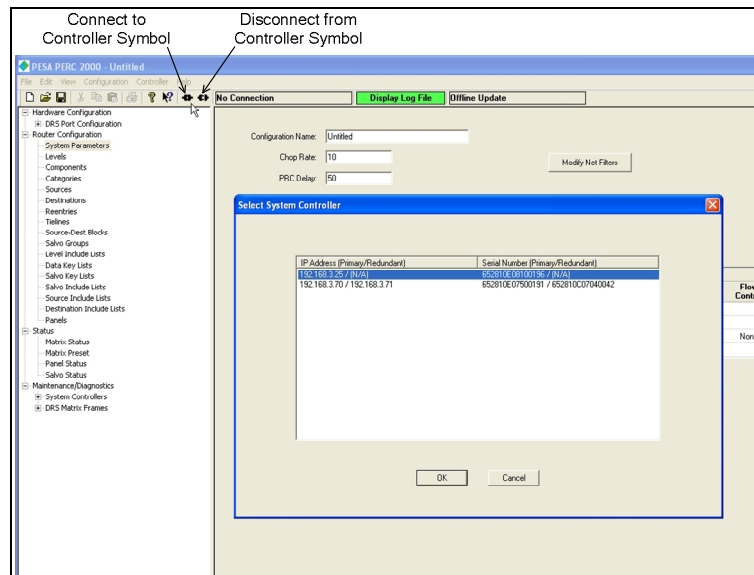 Connect to
Controller Symbol
Disconnect from
Controller Symbol
PESA PERC 2000 - Untitled
File Edit View Configuration Controller Help
No Connection
Display Log File
Offline Update
Hardware Configuration
DRS Port Configuration
Router Configuration
System Parameters
Levels
Components
Categories
Sources
Destinations
Reentries
Tielines
Source-Dest Blocks
Salvo Groups
Level Include Lists
Data Key Lists
Salvo Key Lists
Salvo Include Lists
Source Include Lists
Destination Include Lists
Panels
Status
Matrix Status
Matrix Preset
Panel Status
Salvo Status
Maintenance/Diagnostics
System Controllers
DRS Matrix Frames
Configuration Name: Untitled
Chop Rate: 10
PRC Delay: 50
Modify Net Filters
Select System Controller
IP Address (Primary/Redundant) Serial Number (Primary/Redundant)
192.168.3.25 / (N/A) 652810E08100196 / (N/A)
192.168.3.70 / 192.168.3.71 652810E07500191 / 652810C07040042
OK
Cancel
Flo
Contr
Non